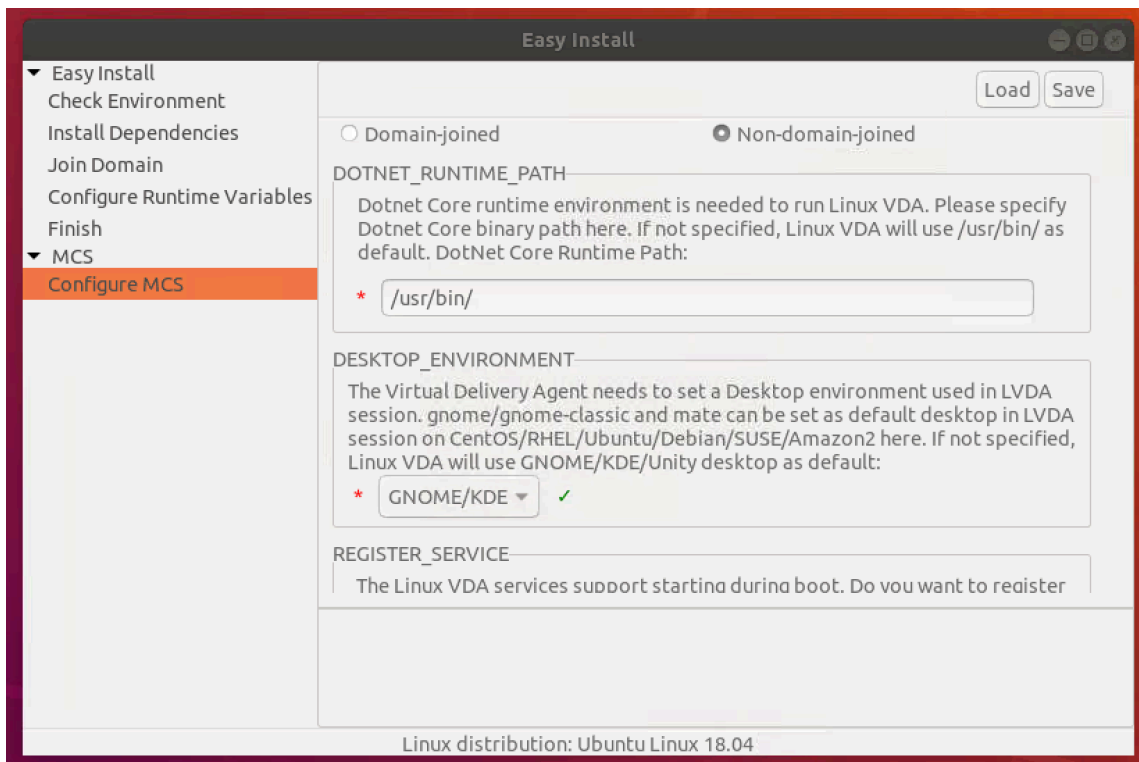 Easy Install
Easy Install
Check Environment
Install Dependencies
Join Domain
Configure Runtime Variables
Finish
MCS
Configure MCS
Load
Save
Domain-joined
Non-domain-joined
DOTNET_RUNTIME_PATH
Dotnet Core runtime environment is needed to run Linux VDA. Please specify
Dotnet Core binary path here. If not specified, Linux VDA will use /usr/bin/ as
default. DotNet Core Runtime Path:
* /usr/bin/
DESKTOP_ENVIRONMENT
The Virtual Delivery Agent needs to set a Desktop environment used in LVDA
session. gnome/gnome-classic and mate can be set as default desktop in LVDA
session on CentOS/RHEL/Ubuntu/Debian/SUSE/Amazon2 here. If not specified,
Linux VDA will use GNOME/KDE/Unity desktop as default:
* GNOME/KDE ✓
REGISTER_SERVICE
The Linux VDA services support starting during boot. Do you want to register
Linux distribution: Ubuntu Linux 18.04